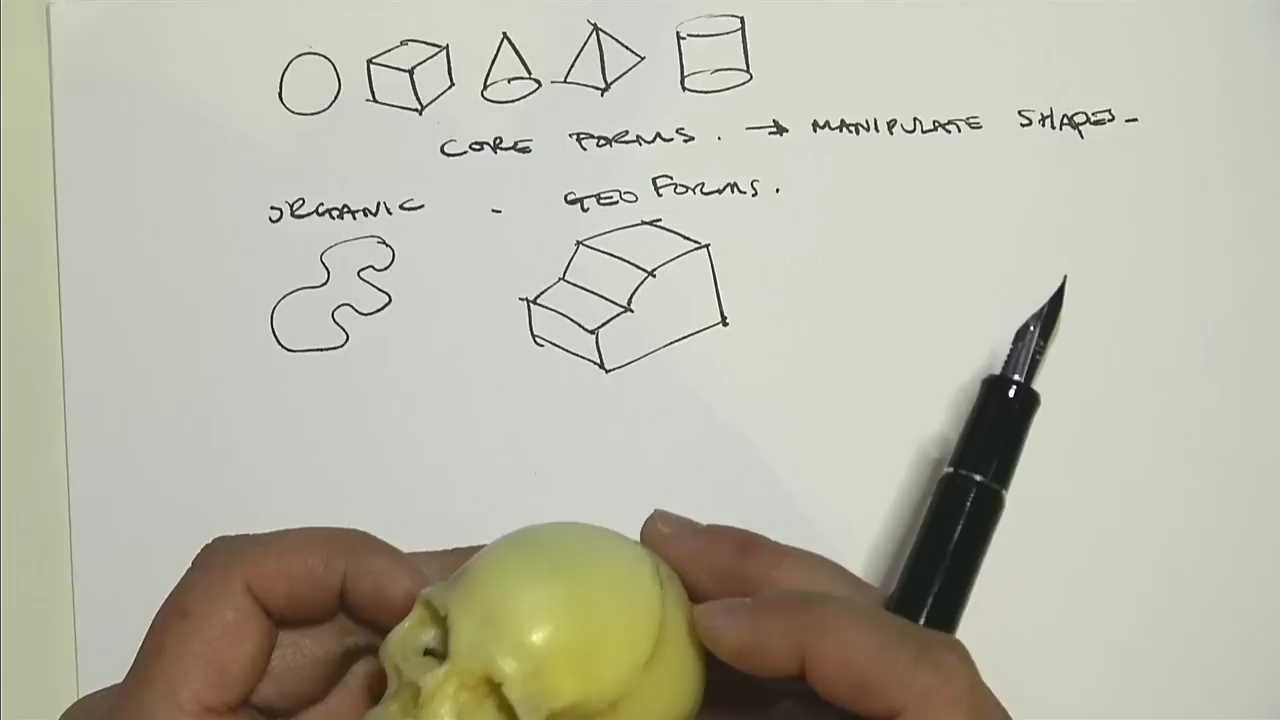 CORE FORMS. → MANIPULATE SHAPES-
ORGANIC - GEO FORMS.